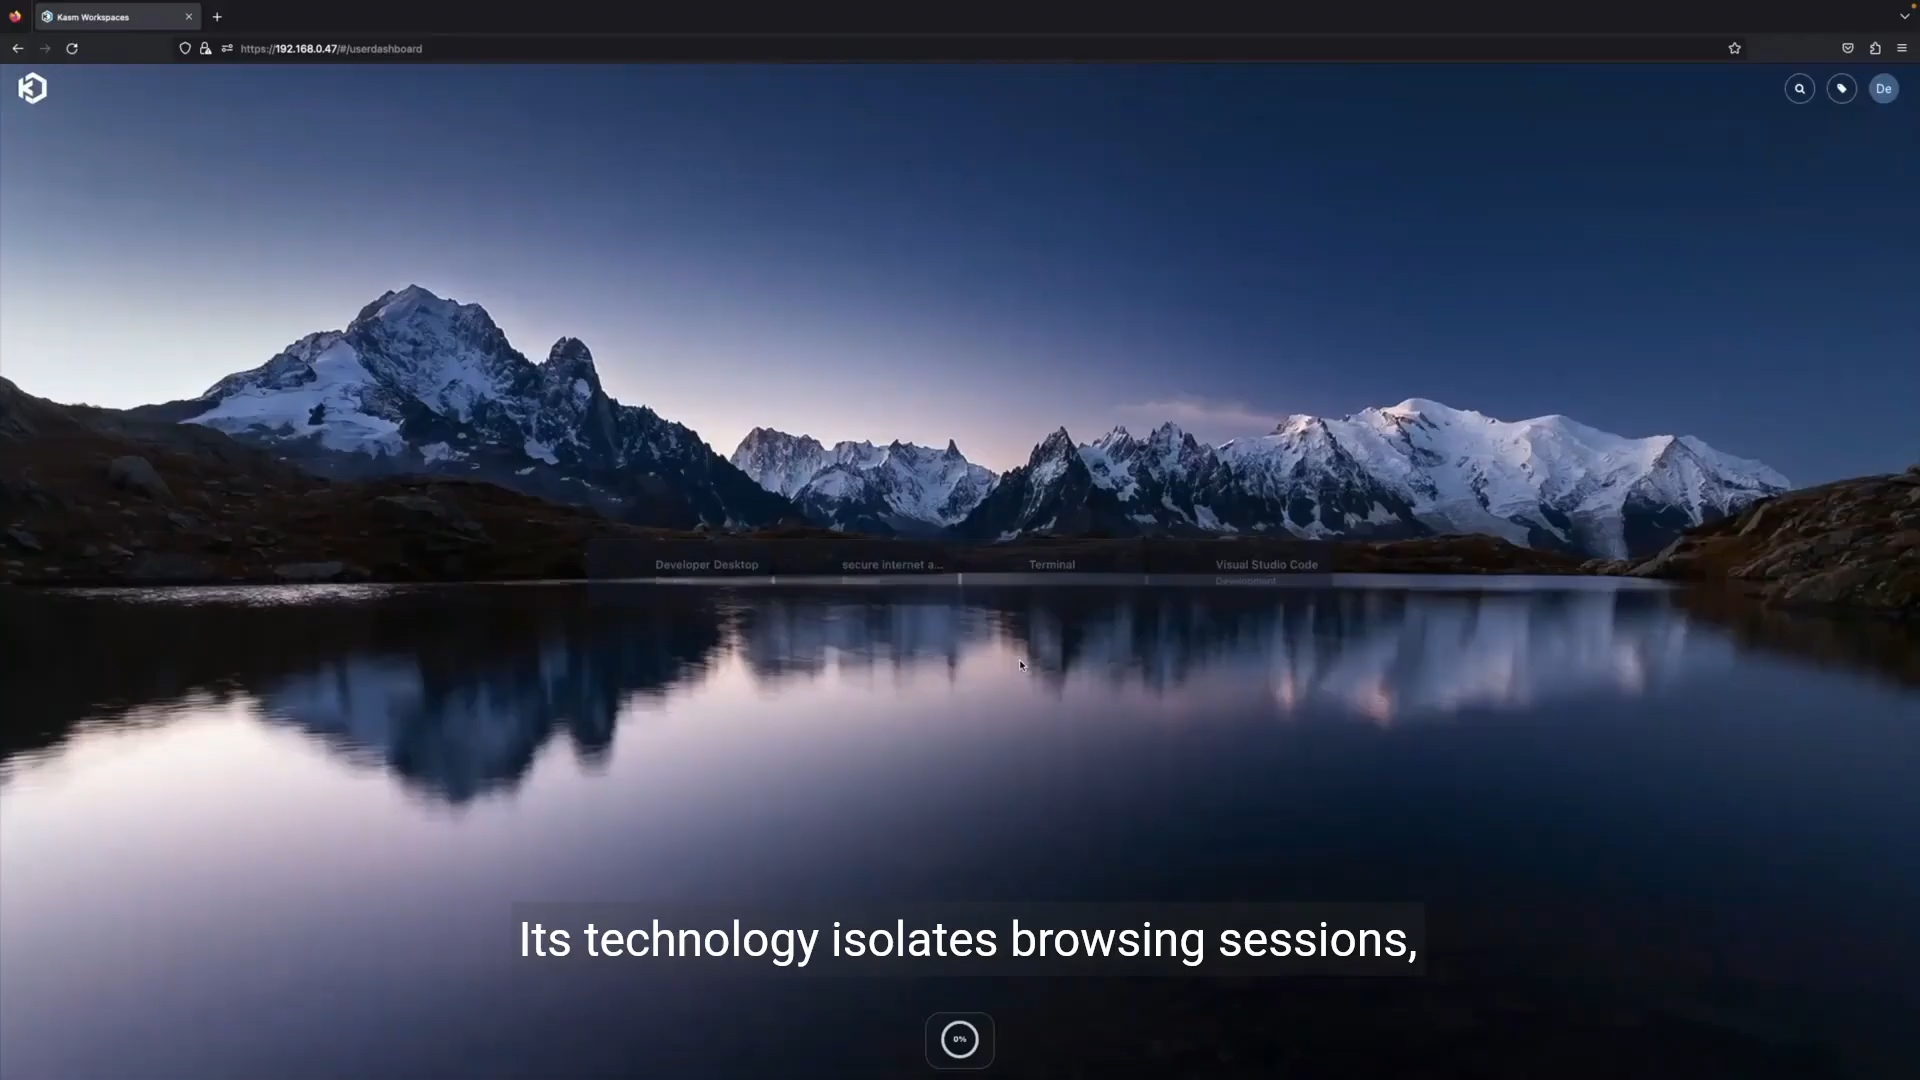 Kasm Workspaces
https://192.168.0.47/#/userdashboard
De
Developer Desktop
secure internet a...
Terminal
Visual Studio Code
Development
Its technology isolates browsing sessions,
0%